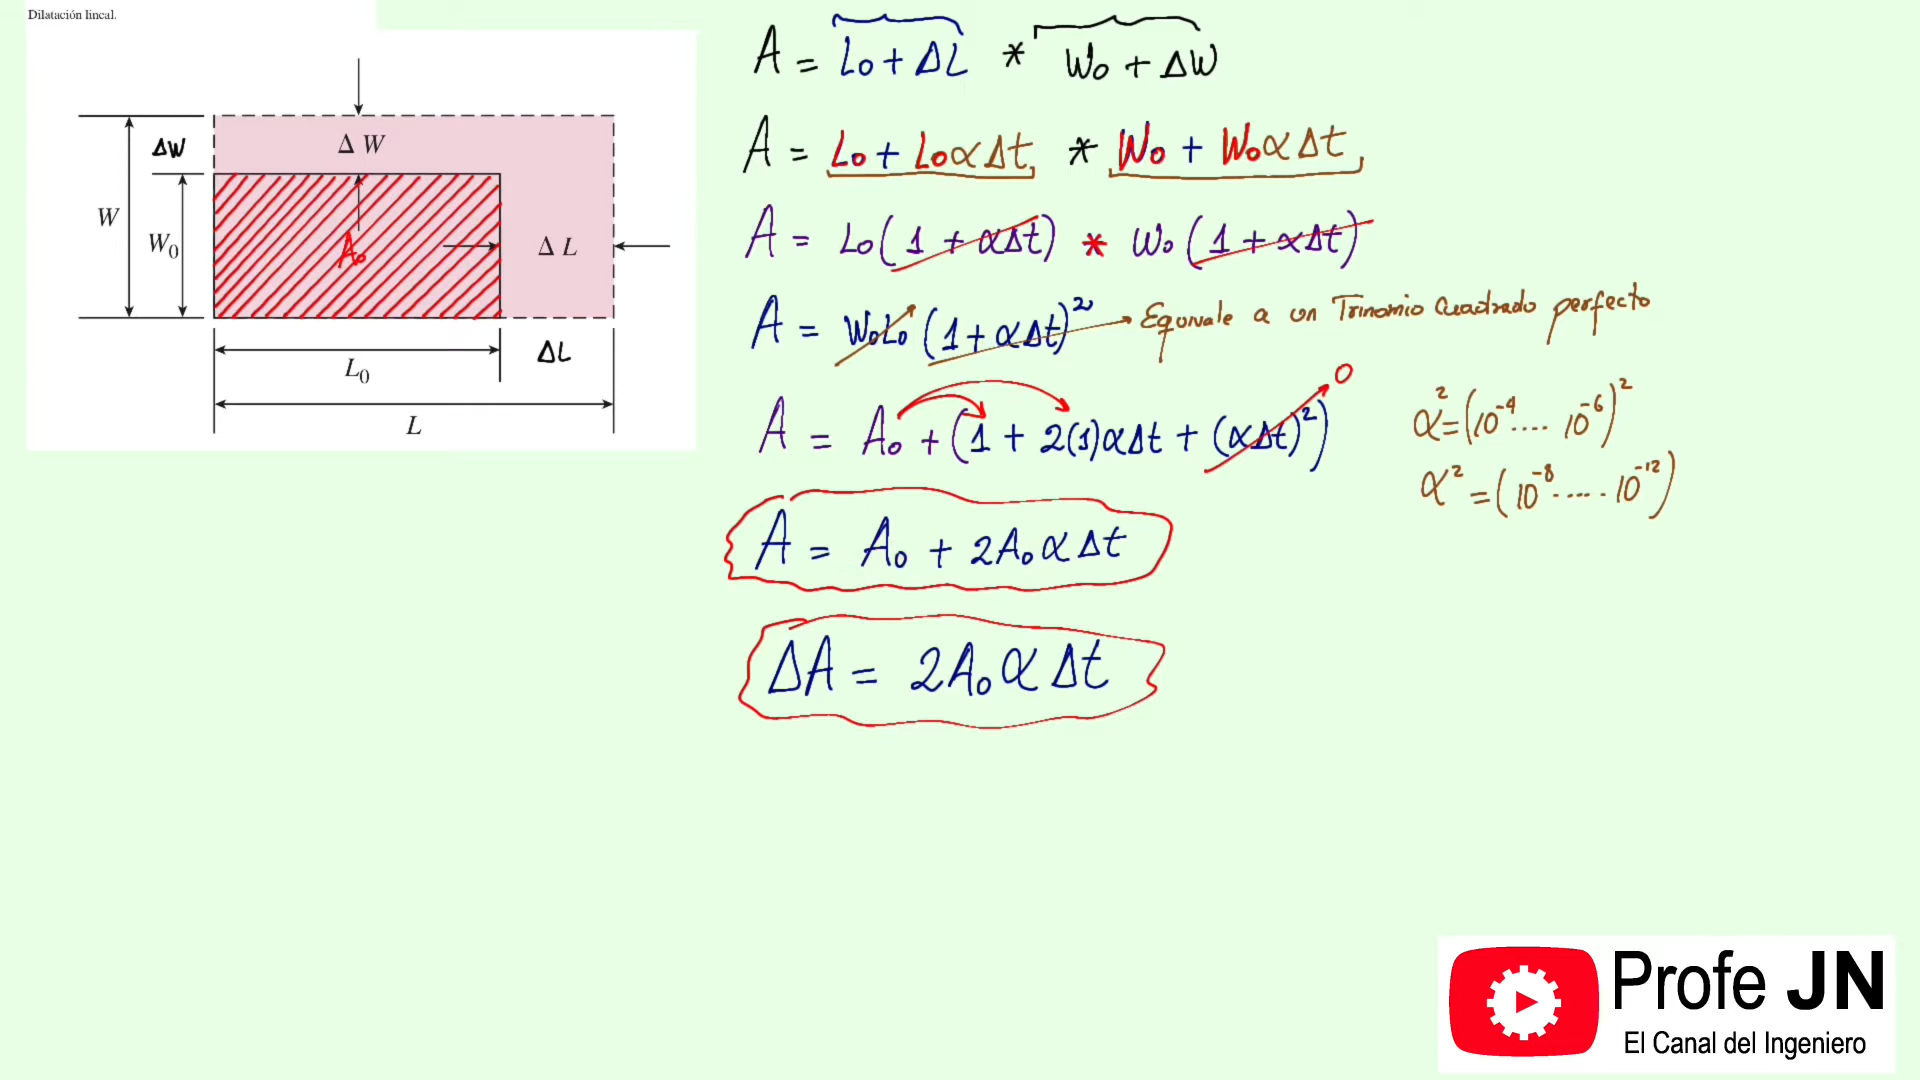 Dilatación lineal.
A = L₀ + ΔL * W₀ + ΔW
A = L₀ + L₀αΔt * W₀ + W₀αΔt
A = L₀(1 + αΔt) * W₀(1 + αΔt)
A = W₀L₀(1 + αΔt)² → Equivale a un Trinomio Cuadrado perfecto
A = A₀ + (1 + 2(1)αΔt + (αΔt)²) 0
A = A₀ + 2A₀αΔt
ΔA = 2A₀αΔt
α² = (10⁻⁴.... 10⁻⁶)²
α² = (10⁻⁸..... 10⁻¹²)
ΔW
Δ W
W
W₀
A₀
Δ L
L₀
ΔL
L
Profe JN
El Canal del Ingeniero